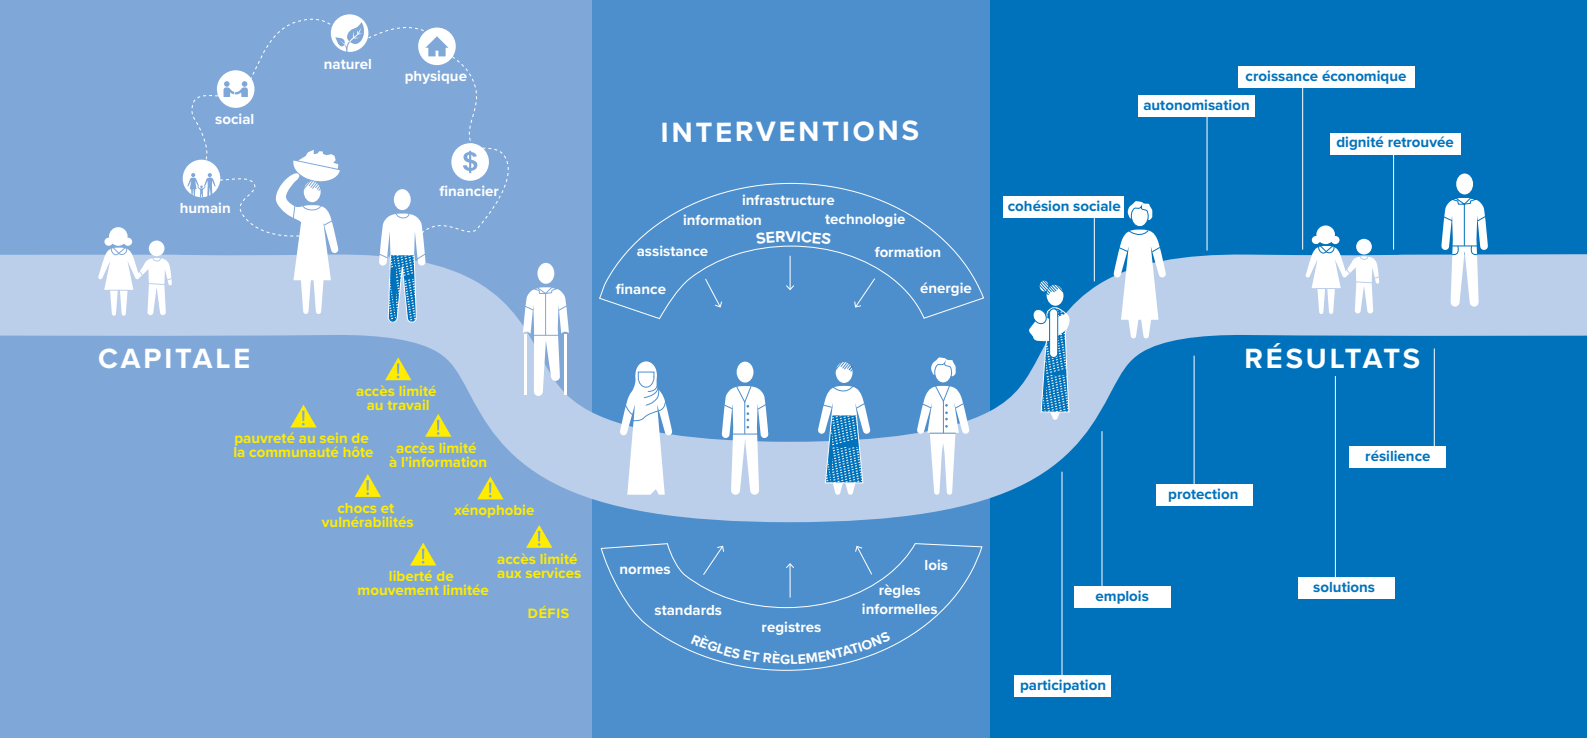 naturel
physique
social
financier
humain
CAPITALE
accès limité
au travail
pauvreté au sein de
la communauté hôte
accès limité
à l'information
chocs et
vulnérabilités
xénophobie
accès limité
aux services
liberté de
mouvement limitée
DÉFIS
INTERVENTIONS
infrastructure
information
technologie
SERVICES
assistance
formation
finance
énergie
normes
lois
règles
informelles
standards
registres
RÈGLES ET RÈGLEMENTATIONS
croissance économique
autonomisation
dignité retrouvée
cohésion sociale
RÉSULTATS
résilience
protection
solutions
emplois
participation